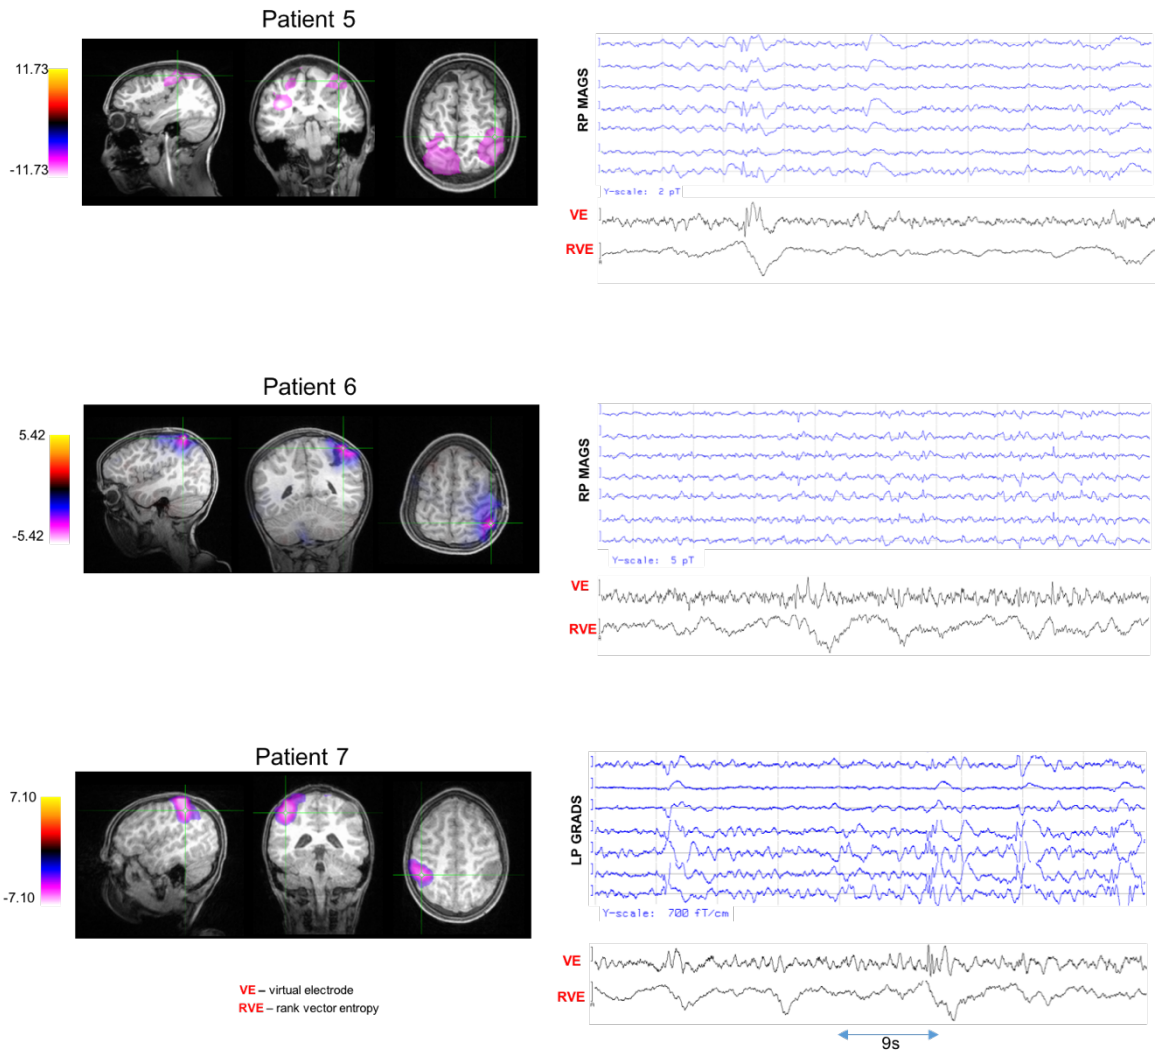 Patient 5
11.73
-11.73
RP MAGS
Y-scale: 2 pT
VE
RVE
Patient 6
5.42
-5.42
RP MAGS
Y-scale: 5 pT
VE
RVE
Patient 7
7.10
-7.10
LP GRADS
Y-scale: 700 fT/cm
VE
RVE
VE – virtual electrode
RVE – rank vector entropy
9s